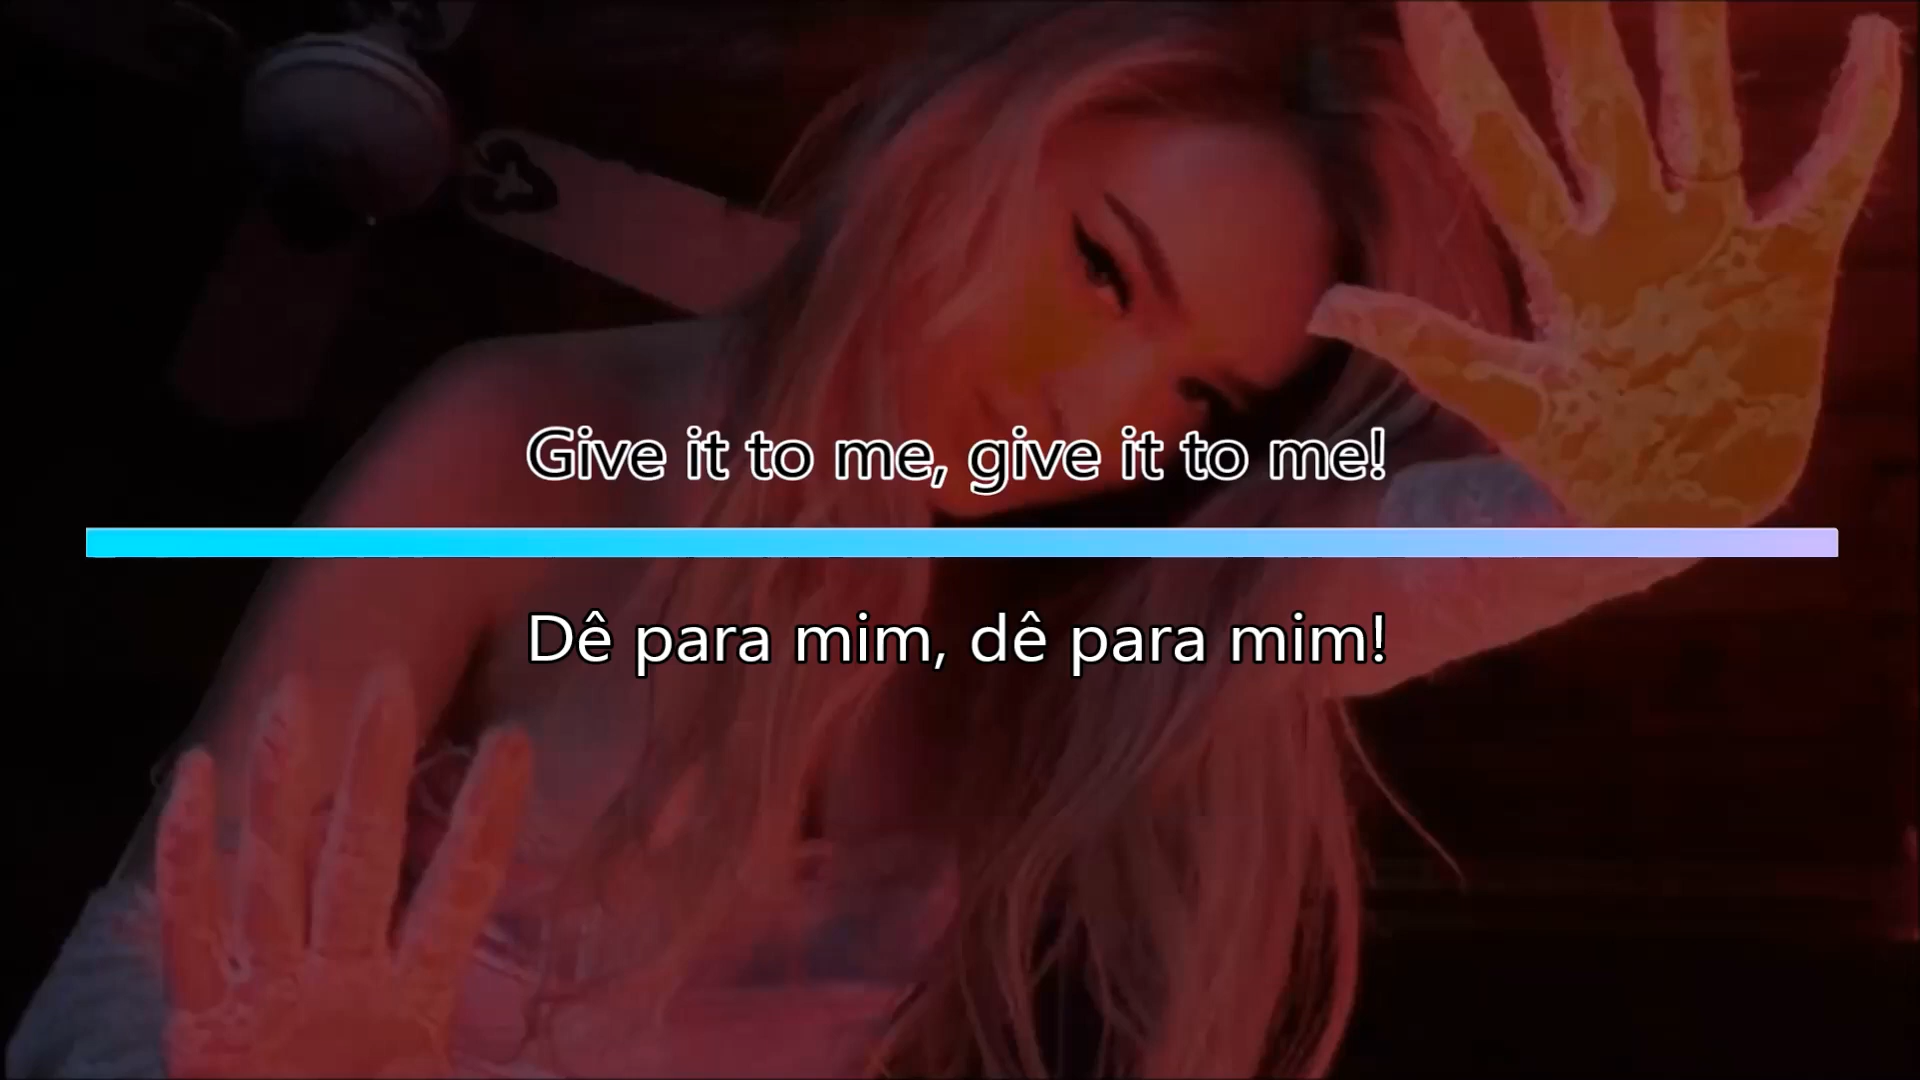 Give it to me, give it to me!
Dê para mim, dê para mim!